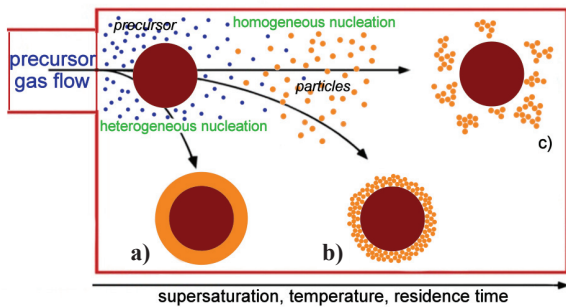 precursor
homogeneous nucleation
precursor
gas flow
particles
heterogeneous nucleation
c)
a)
b)
supersaturation, temperature, residence time